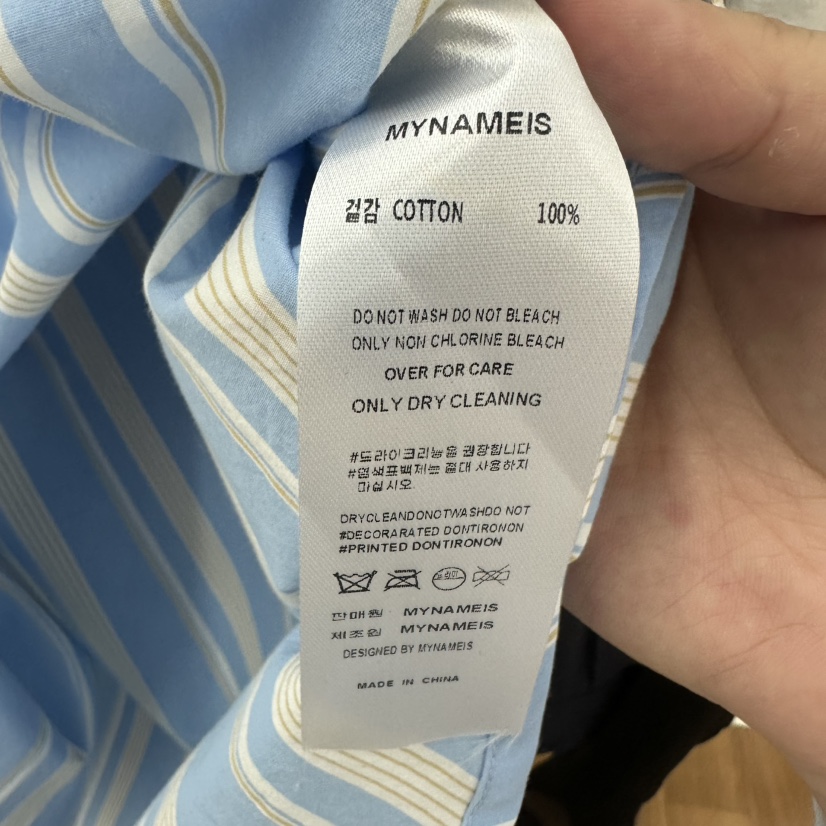 MYNAMEIS
겉감 COTTON 100%
DO NOT WASH DO NOT BLEACH
ONLY NON CHLORINE BLEACH
OVER FOR CARE
ONLY DRY CLEANING
#드라이크리닝을 권장합니다
#염색표백제는 절대 사용하지
마십시오.
DRYCLEANDONOTWASHDO NOT
#DECORARATED DONTIRONON
#PRINTED DONTIRONON
드라이
판매원 MYNAMEIS
제조원 MYNAMEIS
DESIGNED BY MYNAMEIS
MADE IN CHINA